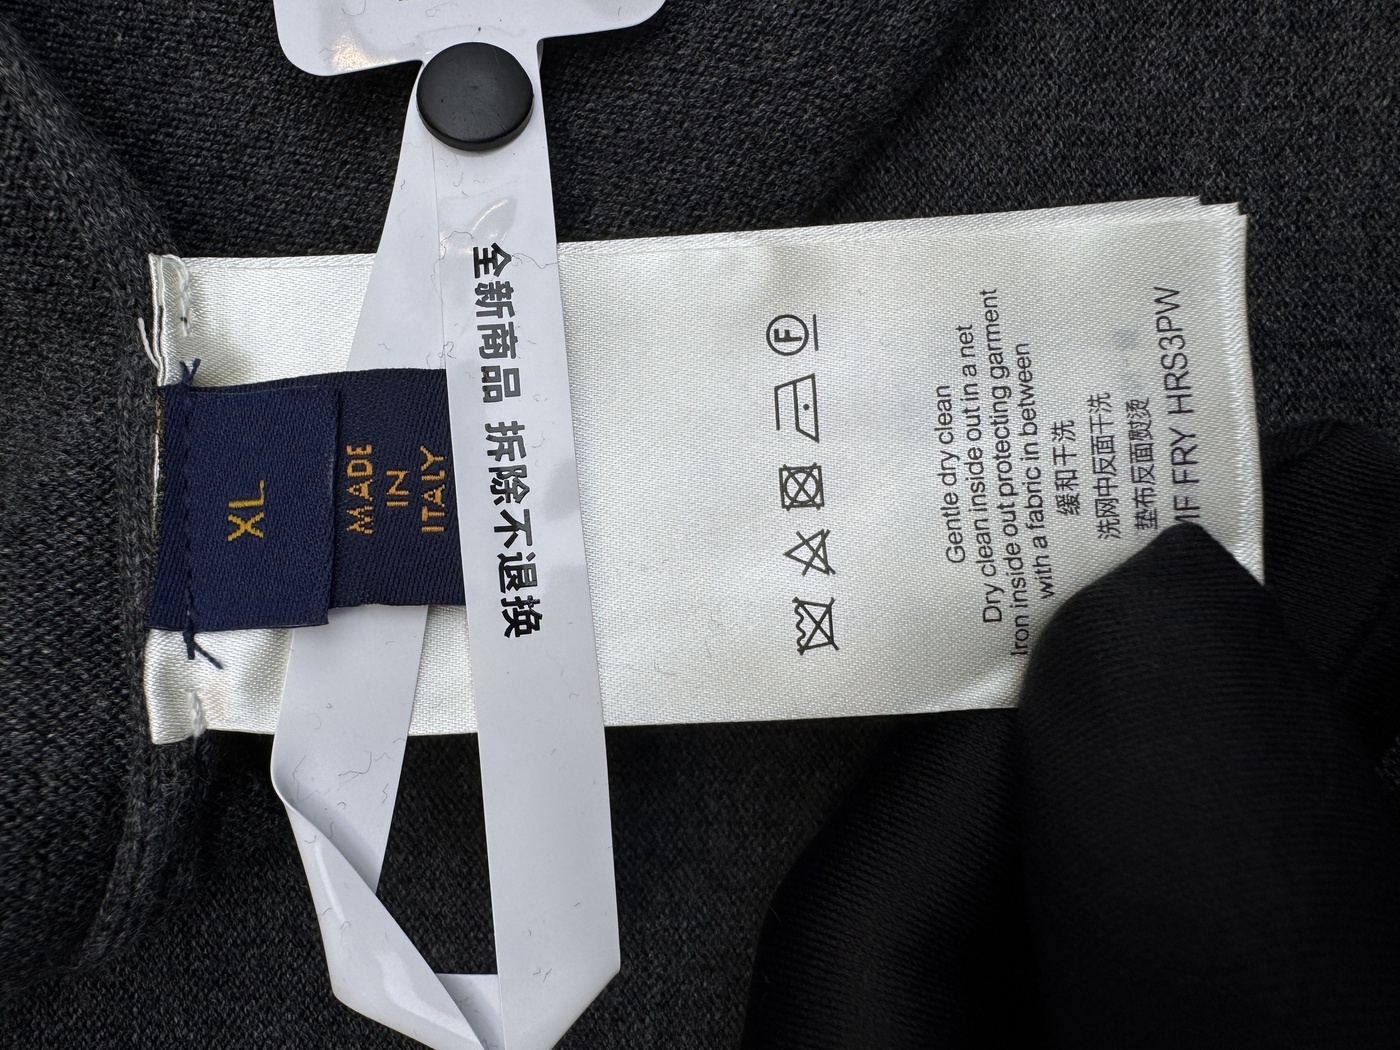 XL
MADE
IN
ITALY
全新商品 拆除不退换
F
Gentle dry clean
Dry clean inside out in a net
Iron inside out protecting garment
with a fabric in between
缓和干洗
洗网中反面干洗
垫布反面熨烫
FRY HRS3PW